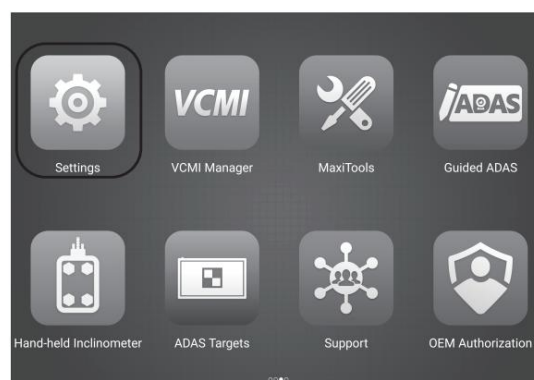 VCMI
ADAS
Settings
VCMI Manager
MaxiTools
Guided ADAS
Hand-held Inclinometer
ADAS Targets
Support
OEM Authorization